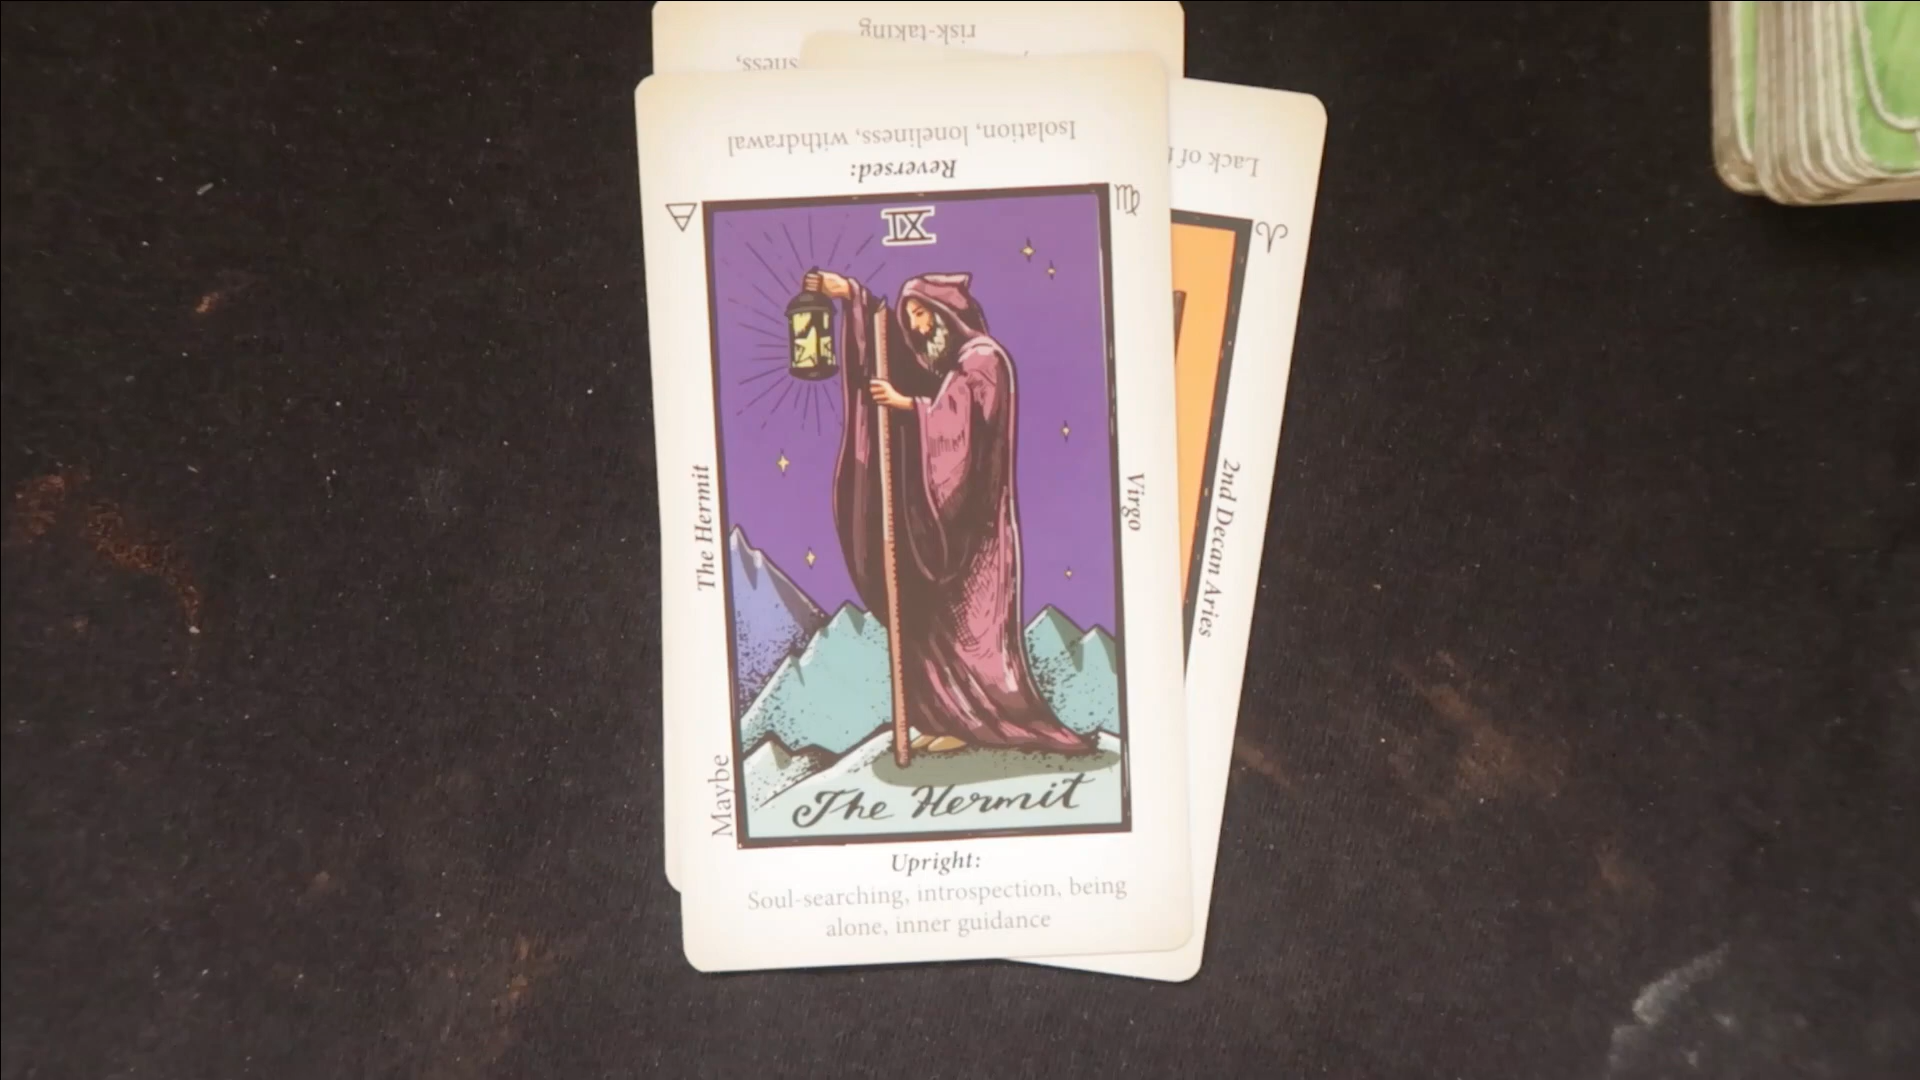 risk-taking
Isolation, loneliness, withdrawal
Reversed:
Lack of
IX
The Hermit
Virgo
2nd Decan Aries
Maybe
The Hermit
Upright:
Soul-searching, introspection, being
alone, inner guidance